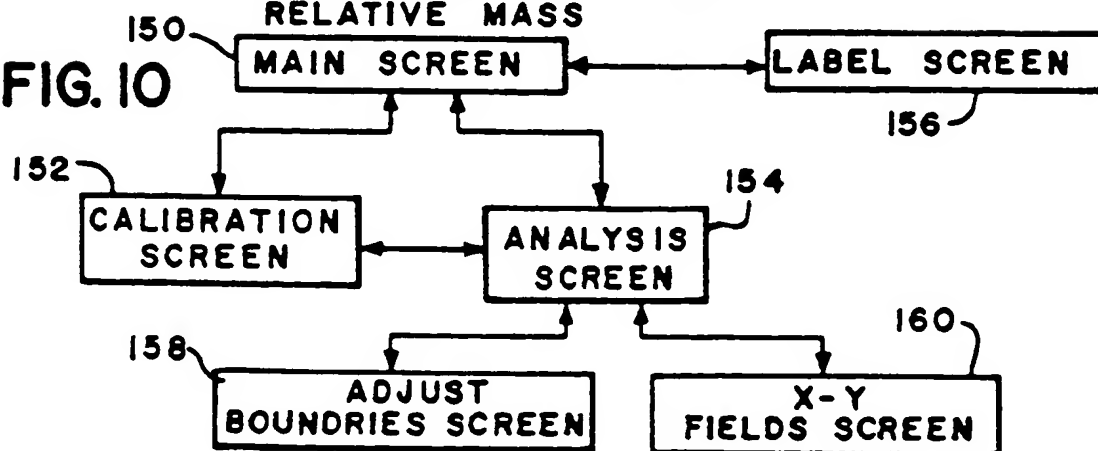 RELATIVE MASS
150
MAIN SCREEN
LABEL SCREEN
FIG. 10
156
152
154
CALIBRATION
SCREEN
ANALYSIS
SCREEN
160
158
ADJUST
BOUNDRIES SCREEN
X-Y
FIELDS SCREEN